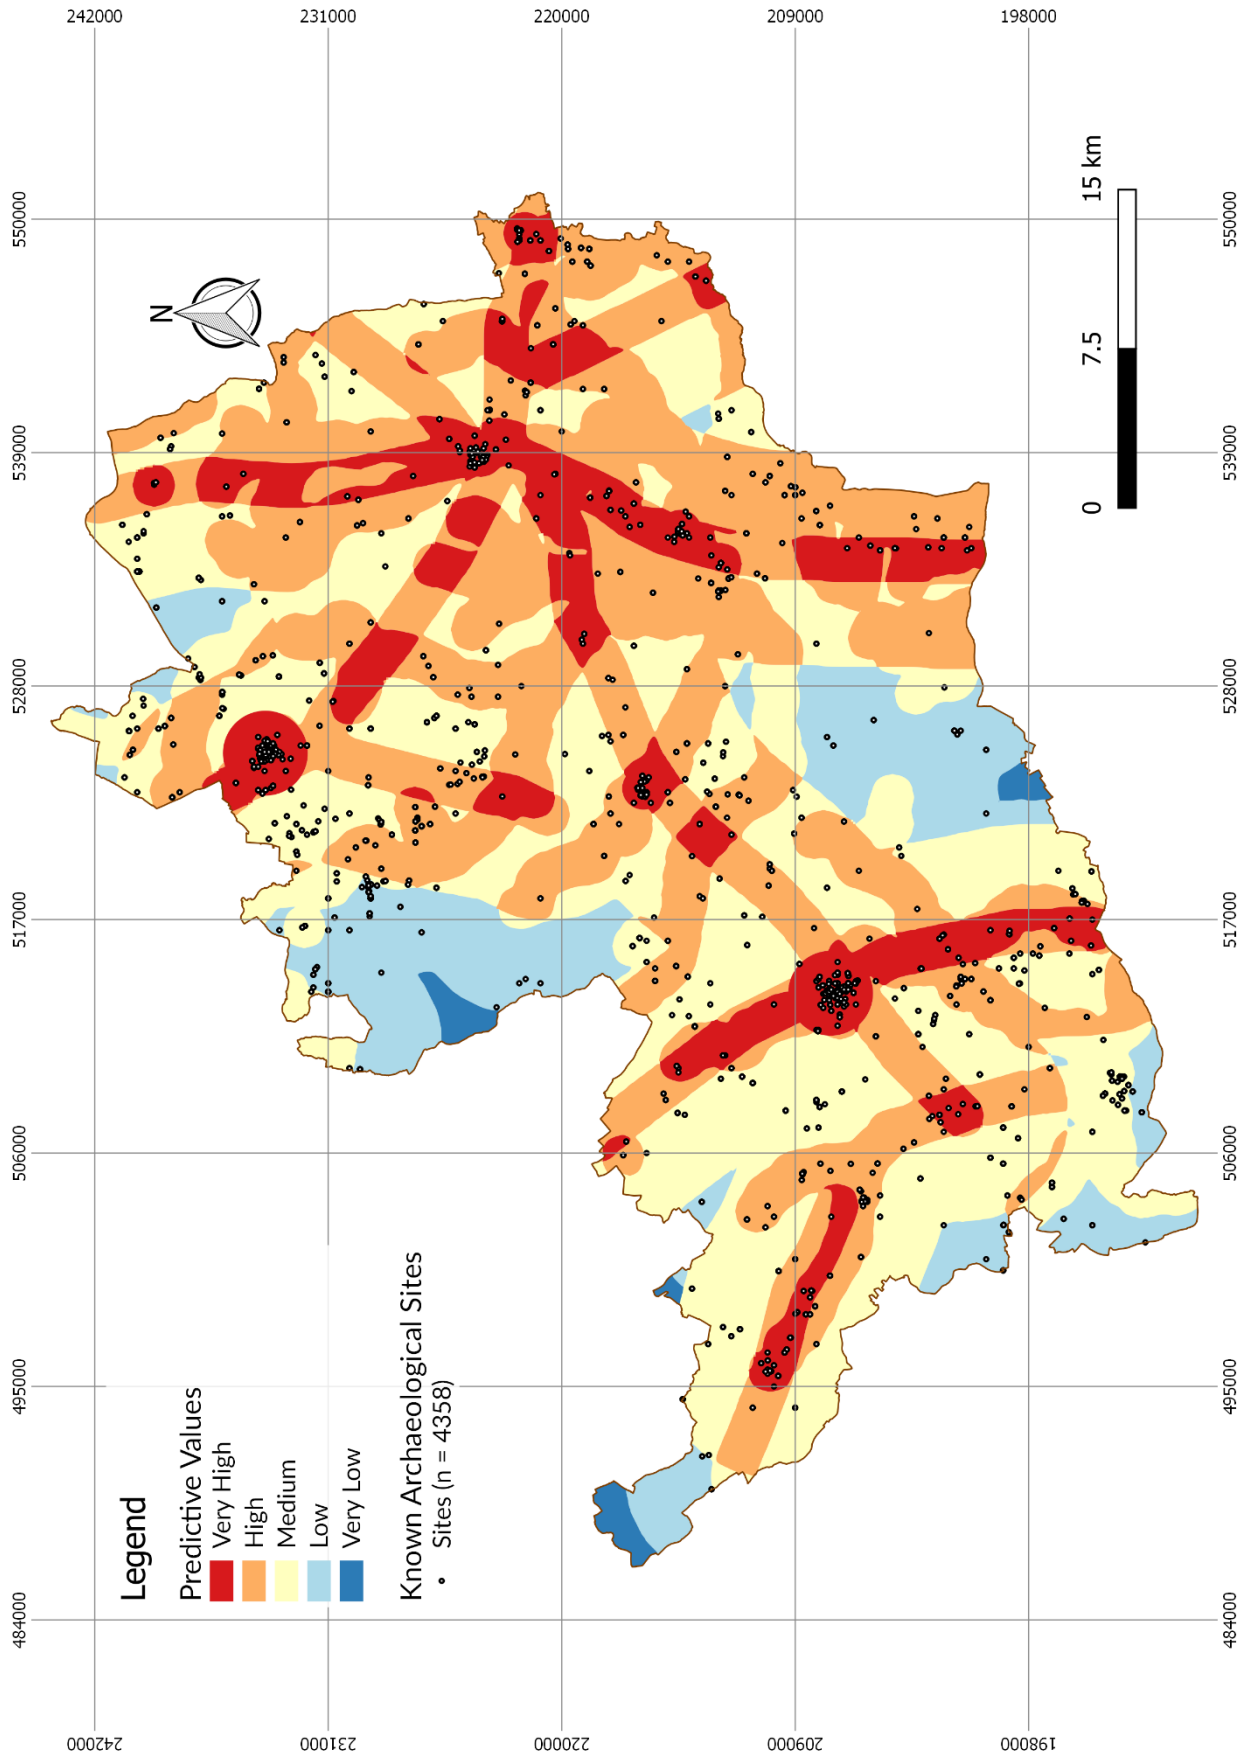 242000
231000
220000
209000
198000
550000
539000
528000
517000
506000
495000
484000
N
Legend
Predictive Values
Very High
High
Medium
Low
Very Low
Known Archaeological Sites
Sites (n = 4358)
0
7.5
15 km
550000
539000
528000
517000
506000
495000
484000
242000
231000
220000
209000
198000